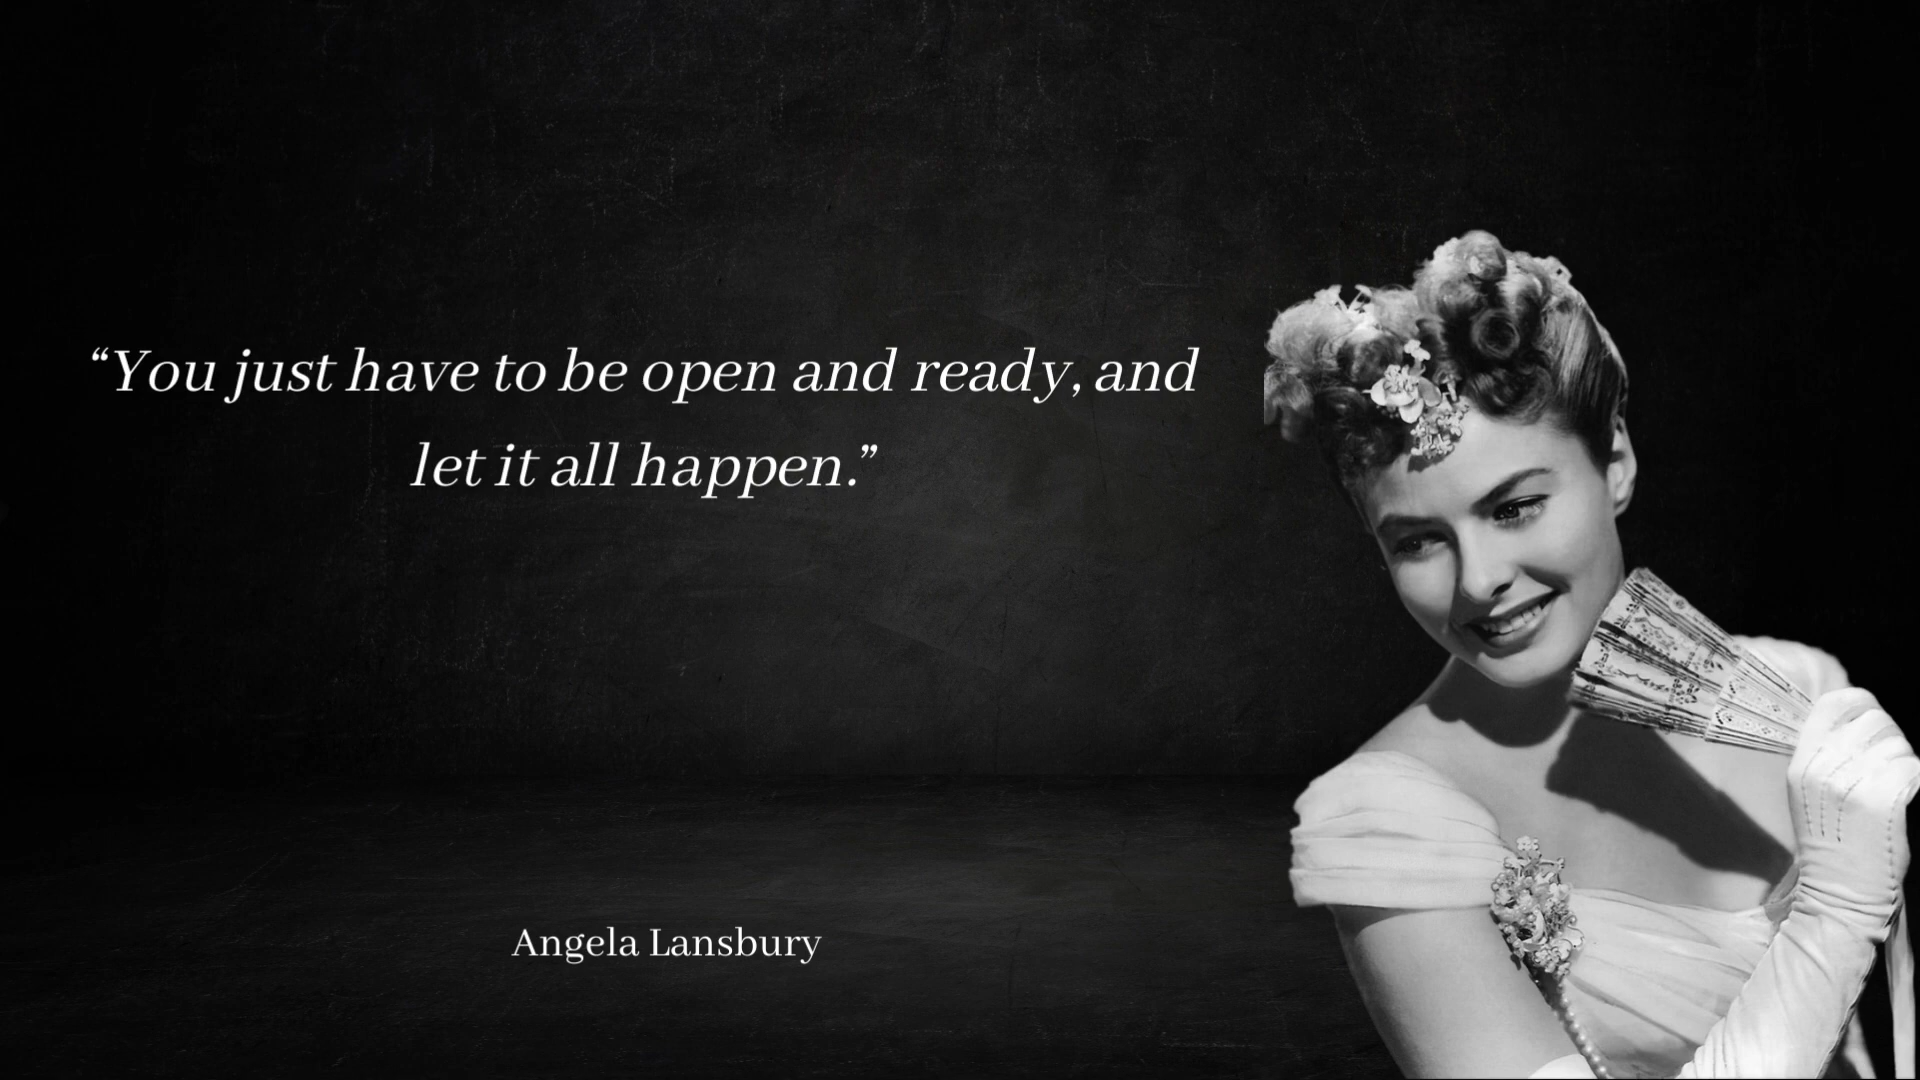 “You just have to be open and ready, and
let it all happen.”
Angela Lansbury